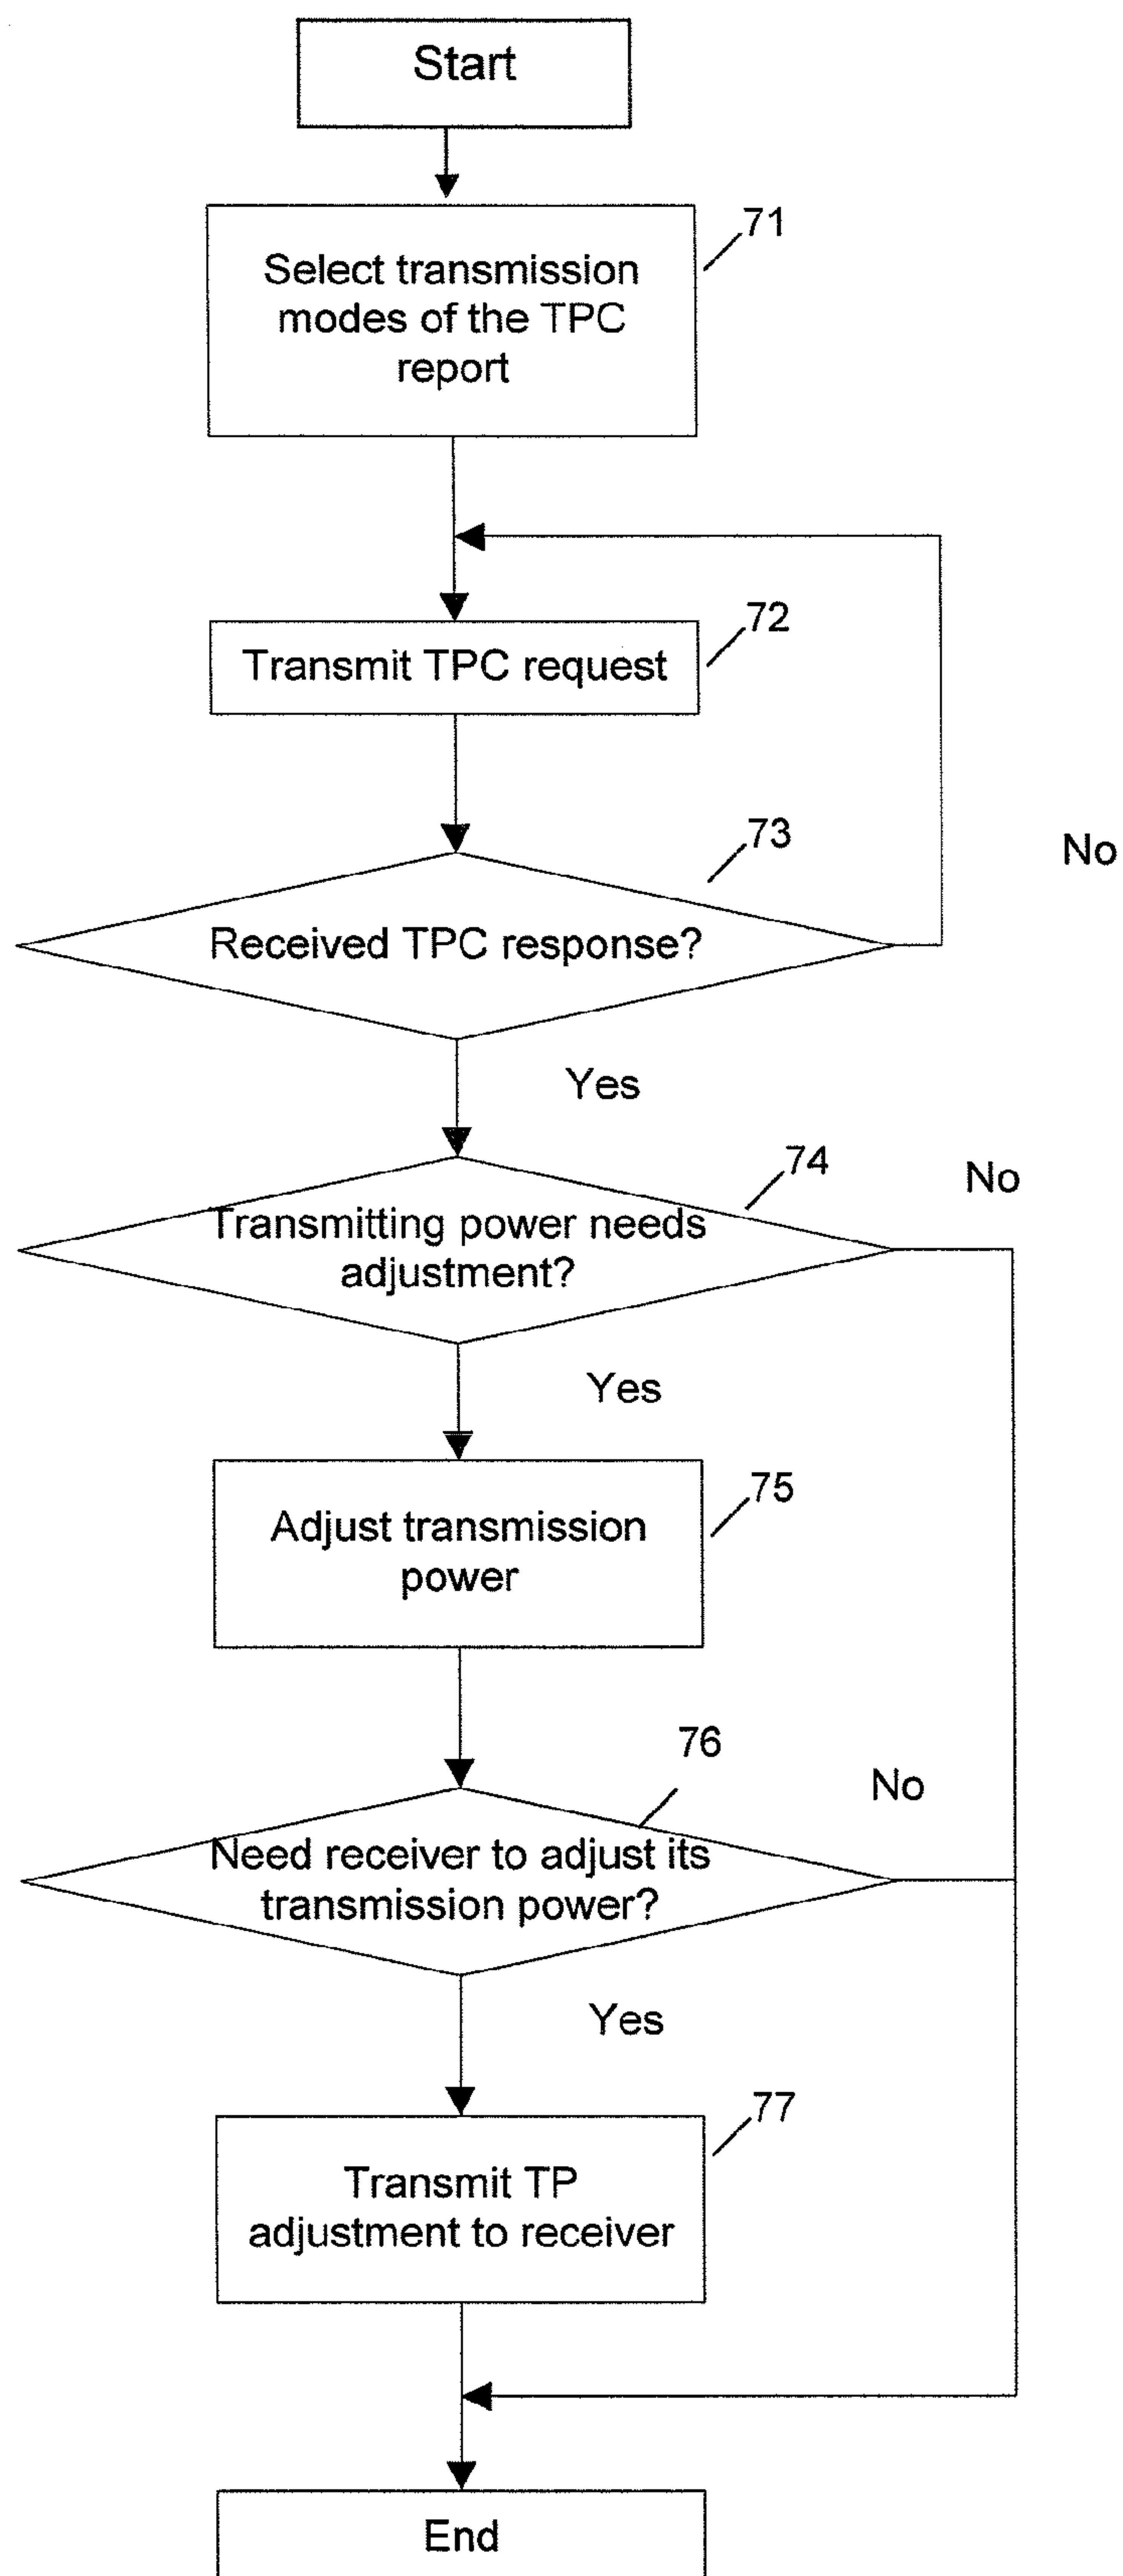 Start
71
Select transmission
modes of the TPC
report
72
Transmit TPC request
73
No
Received TPC response?
Yes
74
No
Transmitting power needs
adjustment?
Yes
75
Adjust transmission
power
76
No
Need receiver to adjust its
transmission power?
Yes
77
Transmit TP
adjustment to receiver
End